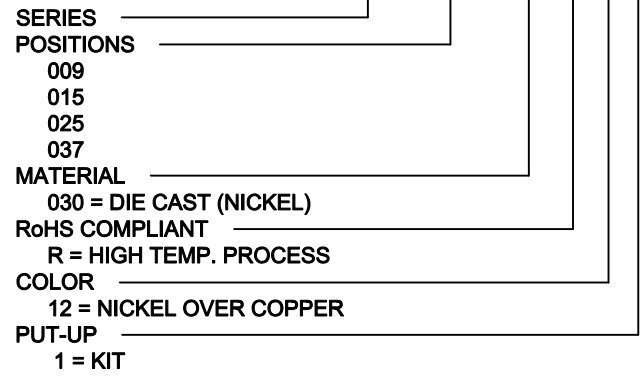 SERIES
POSITIONS
009
015
025
037
MATERIAL
030 = DIE CAST (NICKEL)
RoHS COMPLIANT
R = HIGH TEMP. PROCESS
COLOR
12 = NICKEL OVER COPPER
PUT-UP
1 = KIT